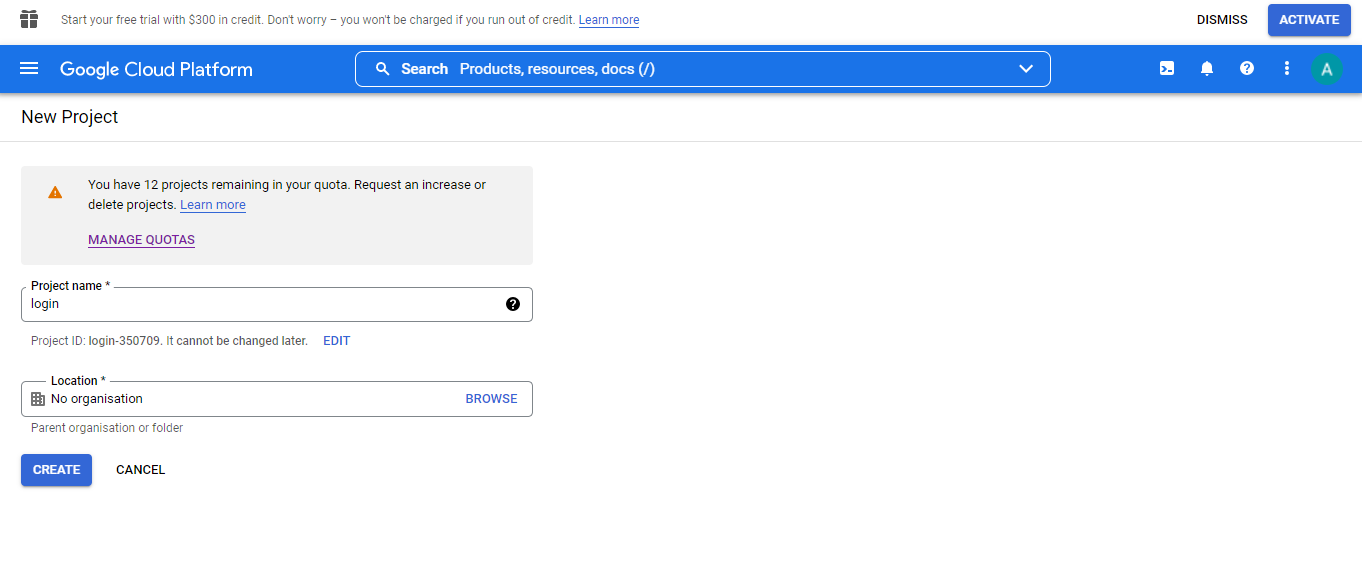 Start your free trial with $300 in credit. Don't worry – you won't be charged if you run out of credit. Learn more
DISMISS
ACTIVATE
Google Cloud Platform
Search Products, resources, docs (/)
A
New Project
You have 12 projects remaining in your quota. Request an increase or
delete projects. Learn more
MANAGE QUOTAS
Project name *
login
Project ID: login-350709. It cannot be changed later. EDIT
Location *
No organisation
BROWSE
Parent organisation or folder
CREATE
CANCEL